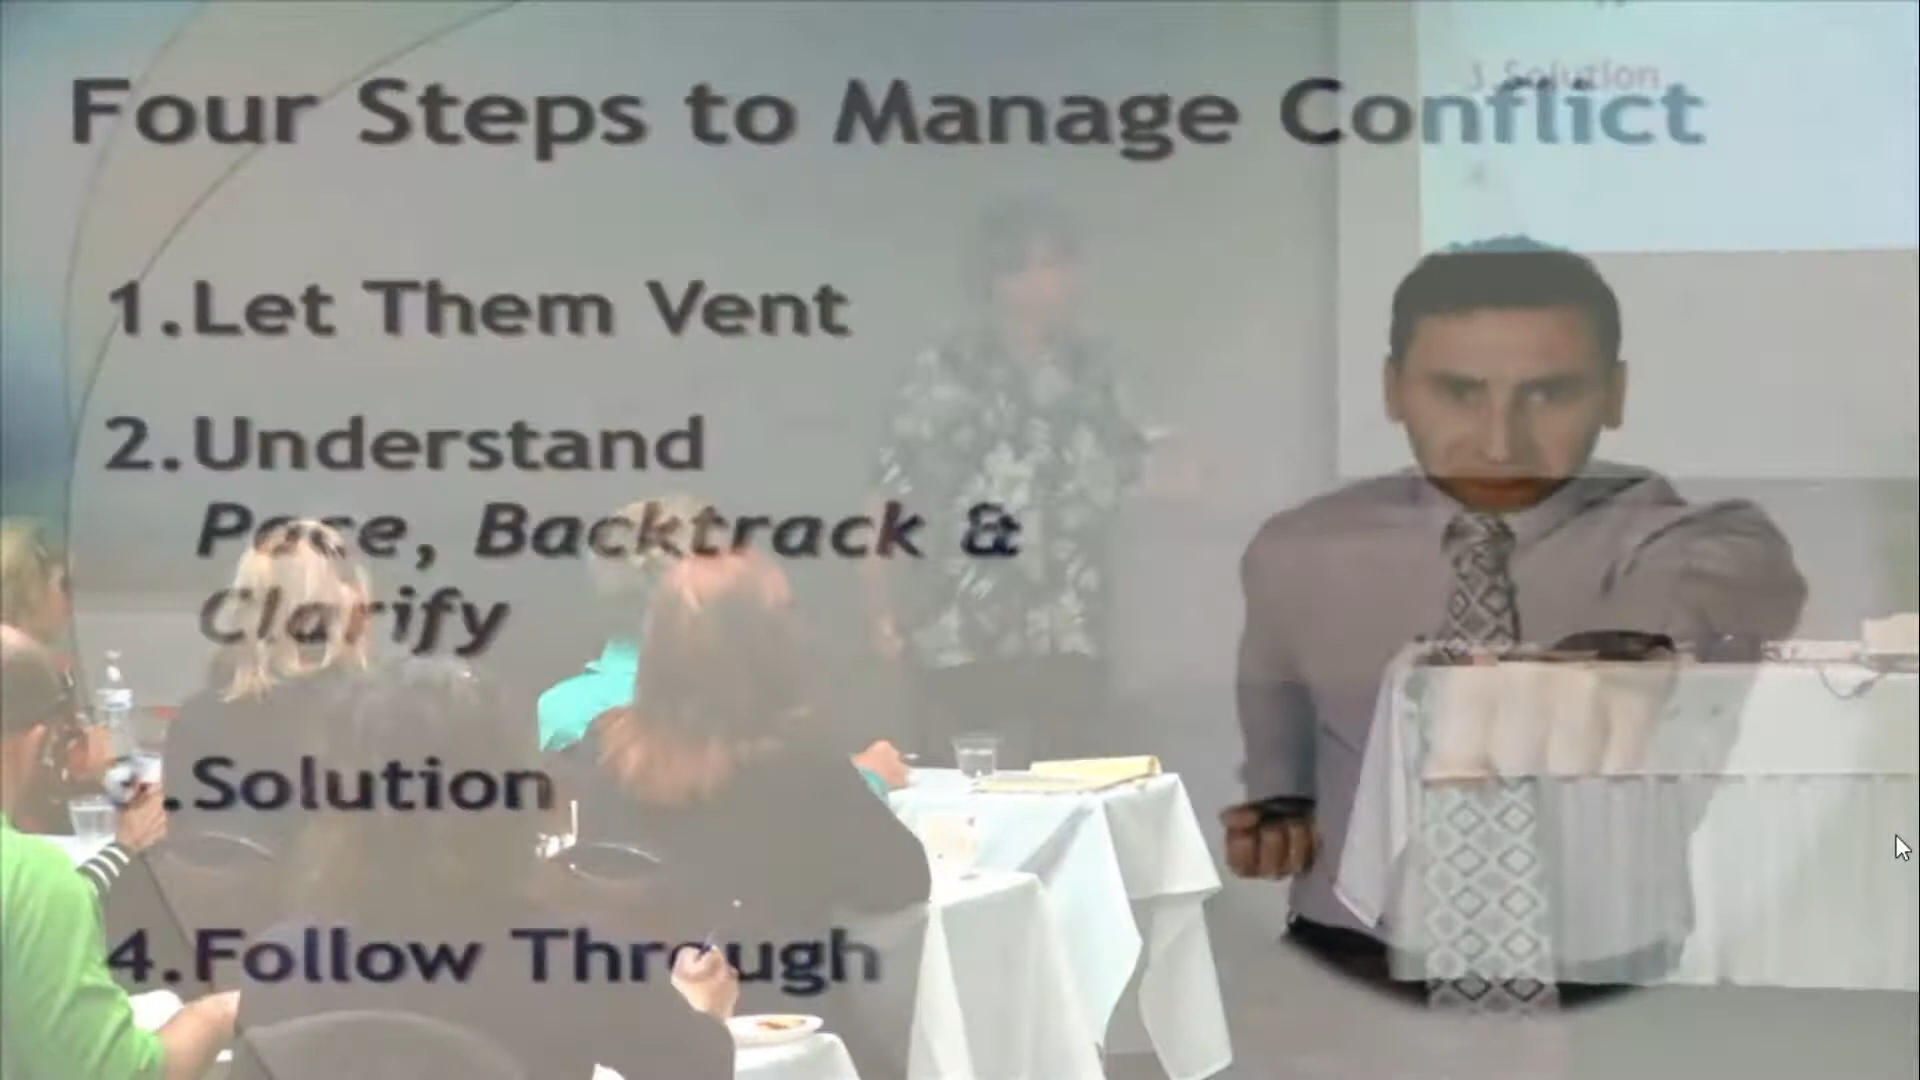 Four Steps to Manage Conflict
3.Solution
1.Let Them Vent
2.Understand
Pace, Backtrack &
Clarify
.Solution
4.Follow Through